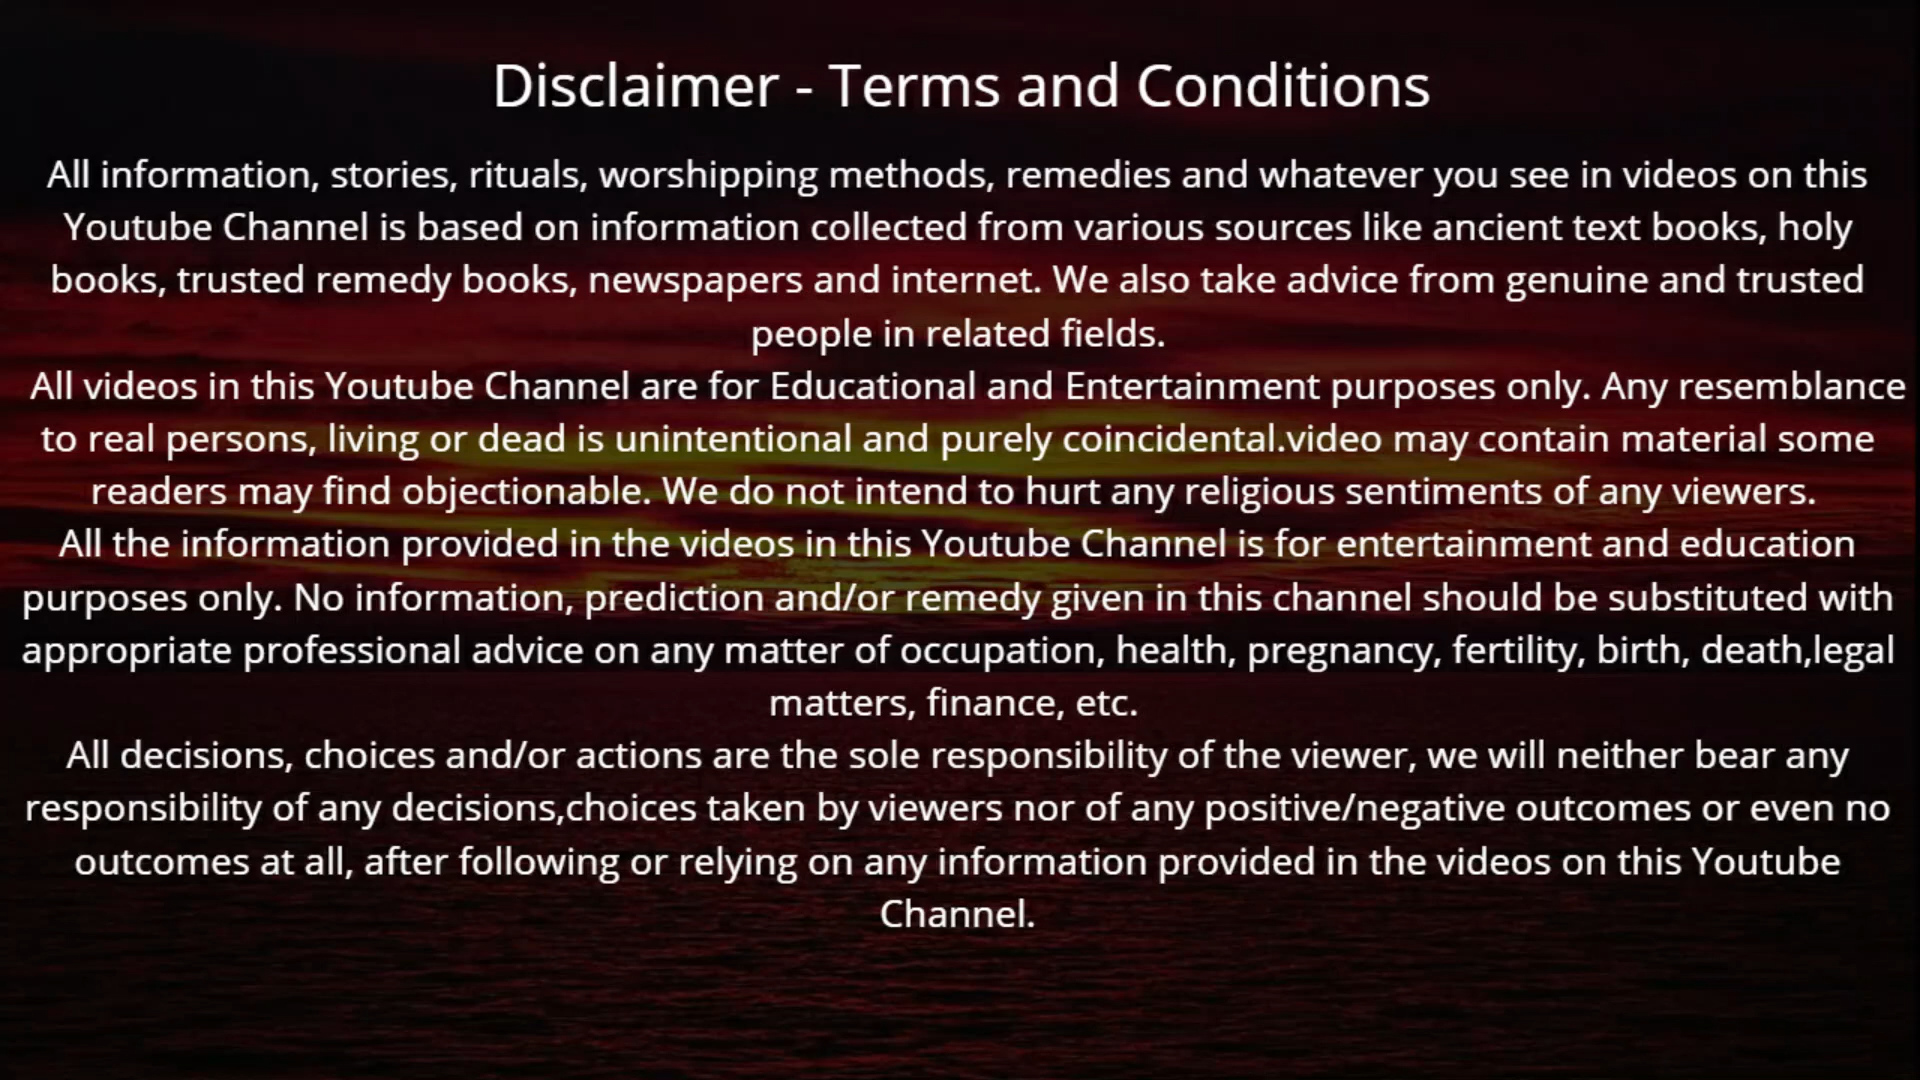 Disclaimer - Terms and Conditions
All information, stories, rituals, worshipping methods, remedies and whatever you see in videos on this
Youtube Channel is based on information collected from various sources like ancient text books, holy
books, trusted remedy books, newspapers and internet. We also take advice from genuine and trusted
people in related fields.
All videos in this Youtube Channel are for Educational and Entertainment purposes only. Any resemblance
to real persons, living or dead is unintentional and purely coincidental.video may contain material some
readers may find objectionable. We do not intend to hurt any religious sentiments of any viewers.
All the information provided in the videos in this Youtube Channel is for entertainment and education
purposes only. No information, prediction and/or remedy given in this channel should be substituted with
appropriate professional advice on any matter of occupation, health, pregnancy, fertility, birth, death,legal
matters, finance, etc.
All decisions, choices and/or actions are the sole responsibility of the viewer, we will neither bear any
responsibility of any decisions,choices taken by viewers nor of any positive/negative outcomes or even no
outcomes at all, after following or relying on any information provided in the videos on this Youtube
Channel.